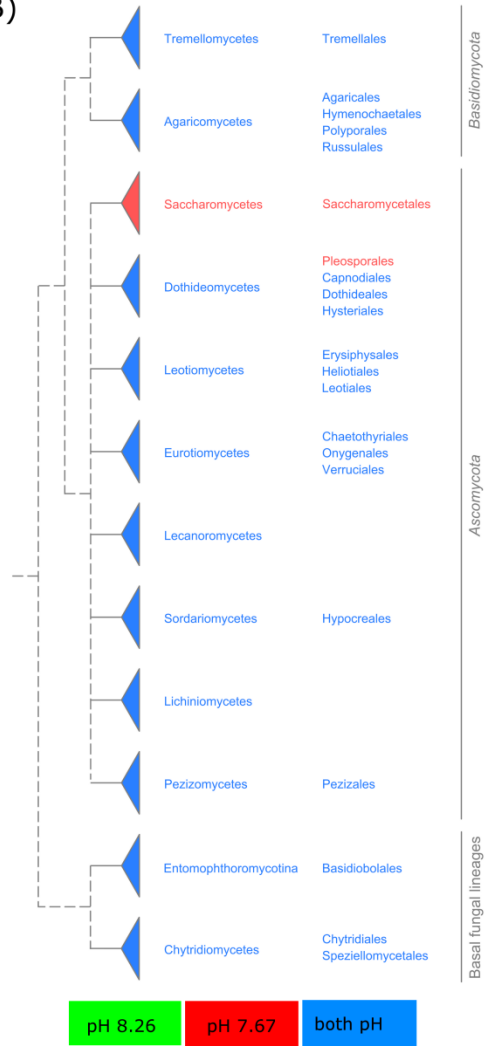 B)
Tremellomycetes Tremellales
Agaricomycetes
Agaricales
Hymenochaetales
Polyporales
Russulales
Basidiomycota
Saccharomycetes Saccharomycetales
Dothideomycetes
Pleosporales
Capnodiales
Dothideales
Hysteriales
Leotiomycetes
Erysiphysales
Heliotiales
Leotiales
Eurotiomycetes
Chaetothyriales
Onygenales
Verruciales
Lecanoromycetes
Sordariomycetes Hypocreales
Lichiniomycetes
Pezizomycetes Pezizales
Ascomycota
Entomophthoromycotina Basidiobolales
Chytridiomycetes
Chytridiales
Speziellomycetales
Basal fungal lineages
pH 8.26 pH 7.67 both pH